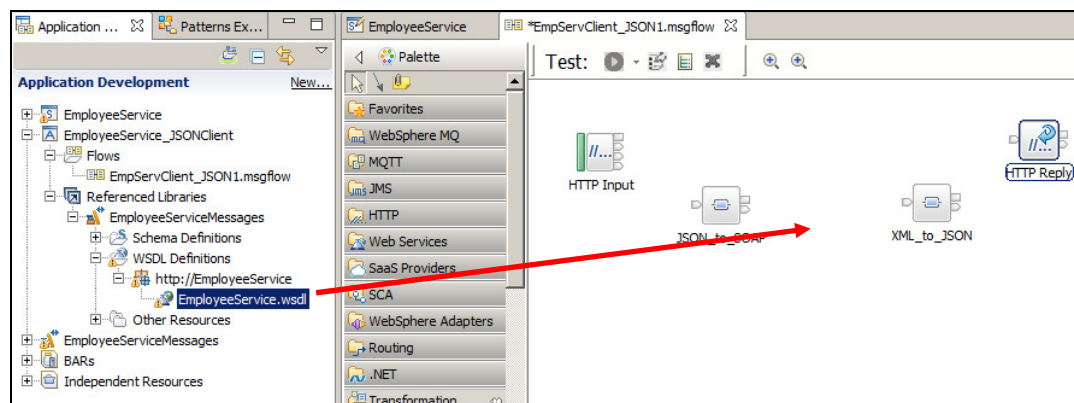 Application ...
Patterns Ex...
Application Development
New...
EmployeeService
EmployeeService_JSONClient
Flows
EmpServClient_JSON1.msgflow
Referenced Libraries
EmployeeServiceMessages
Schema Definitions
WSDL Definitions
http://EmployeeService
EmployeeService.wsdl
Other Resources
EmployeeServiceMessages
BARs
Independent Resources
EmployeeService
*EmpServClient_JSON1.msgflow
Palette
Favorites
WebSphere MQ
MQTT
JMS
HTTP
Web Services
SaaS Providers
SCA
WebSphere Adapters
Routing
.NET
Transformation
Test:
HTTP Input
JSON_to_SOAP
XML_to_JSON
HTTP Reply